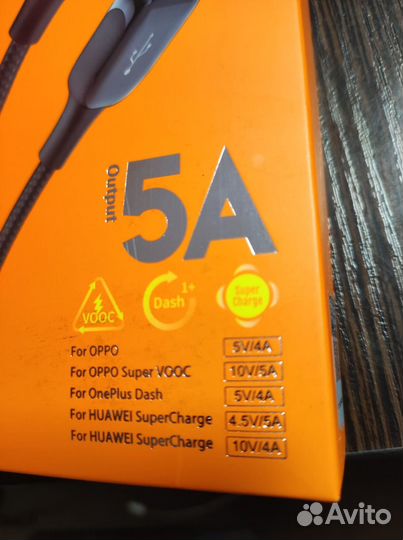 Output
5A
VOOC
1+
Dash
Super
Charge
For OPPO 5V/4A
For OPPO Super VOOC 10V/5A
For OnePlus Dash 5V/4A
For HUAWEI SuperCharge 4.5V/5A
For HUAWEI SuperCharge 10V/4A
Avito